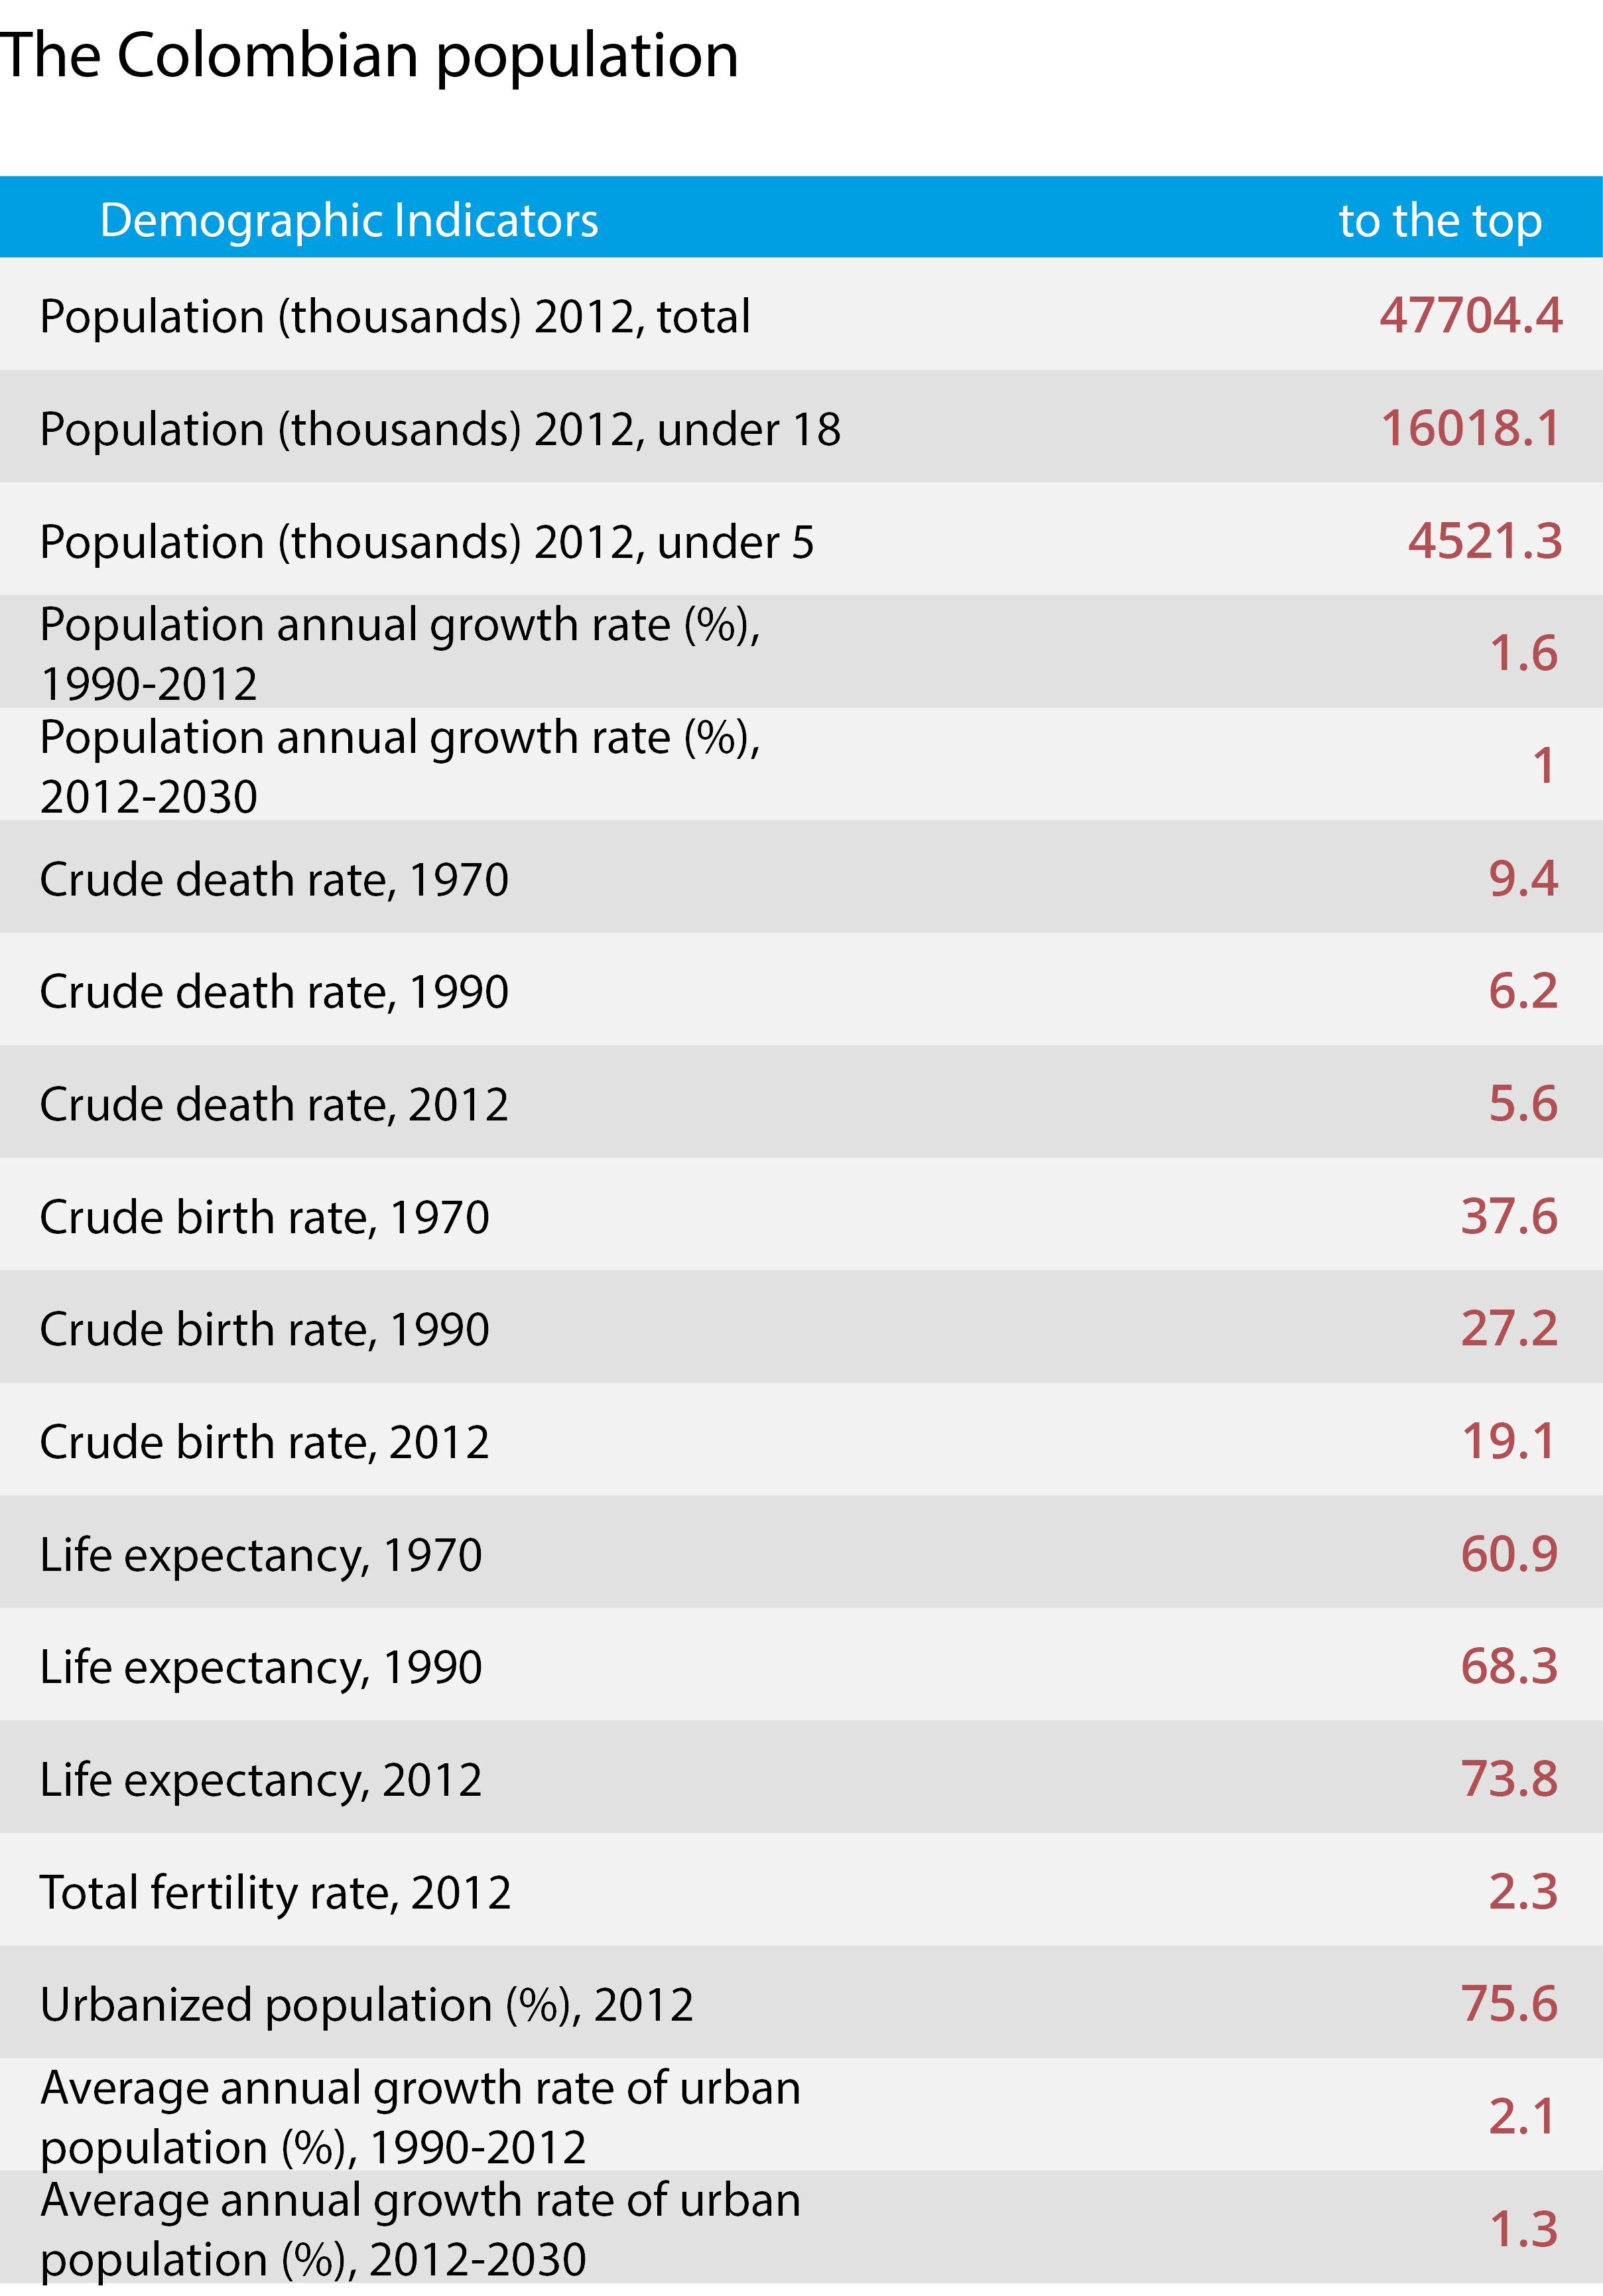 The Colombian population
Demographic Indicators to the top
Population (thousands) 2012, total 47704.4
Population (thousands) 2012, under 18 16018.1
Population (thousands) 2012, under 5 4521.3
Population annual growth rate (%),
1990-2012 1.6
Population annual growth rate (%),
2012-2030 1
Crude death rate, 1970 9.4
Crude death rate, 1990 6.2
Crude death rate, 2012 5.6
Crude birth rate, 1970 37.6
Crude birth rate, 1990 27.2
Crude birth rate, 2012 19.1
Life expectancy, 1970 60.9
Life expectancy, 1990 68.3
Life expectancy, 2012 73.8
Total fertility rate, 2012 2.3
Urbanized population (%), 2012 75.6
Average annual growth rate of urban
population (%), 1990-2012 2.1
Average annual growth rate of urban
population (%), 2012-2030 1.3